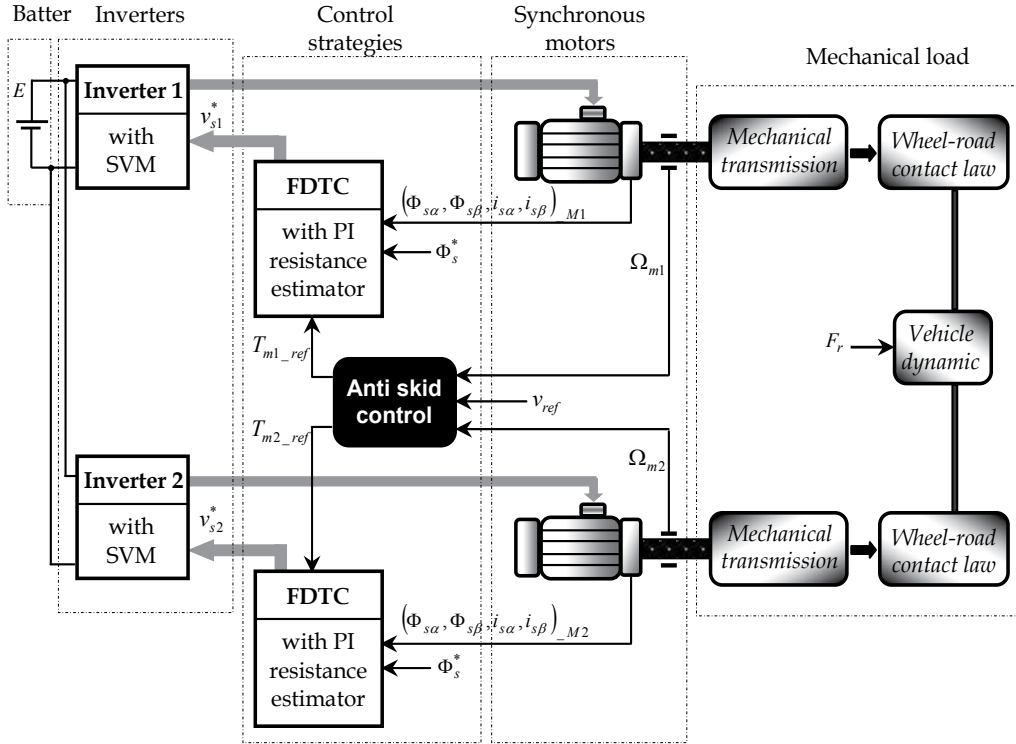 Batter
Inverters
Control
strategies
Synchronous
motors
Mechanical load
E
Inverter 1
with
SVM
v*s1
FDTC
with PI
resistance
estimator
(Φsα, Φsβ, isα, isβ)_M1
Φ*s
Ωm1
Mechanical
transmission
Wheel-road
contact law
Tm1_ref
Anti skid
control
vref
Fr
Vehicle
dynamic
Tm2_ref
Ωm2
Inverter 2
with
SVM
v*s2
FDTC
with PI
resistance
estimator
(Φsα, Φsβ, isα, isβ)_M2
Φ*s
Mechanical
transmission
Wheel-road
contact law